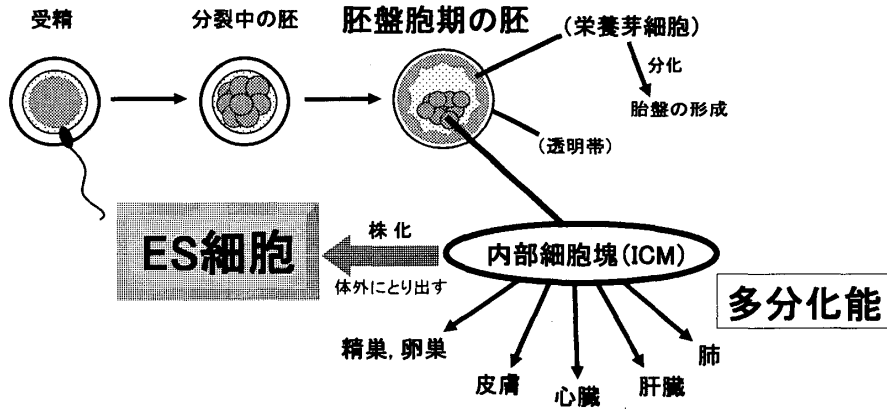 受精
分裂中の胚
胚盤胞期の胚
(栄養芽細胞)
分化
胎盤の形成
(透明帯)
ES細胞
株化
体外にとり出す
内部細胞塊(ICM)
多分化能
精巣, 卵巣
皮膚
心臓
肝臓
肺